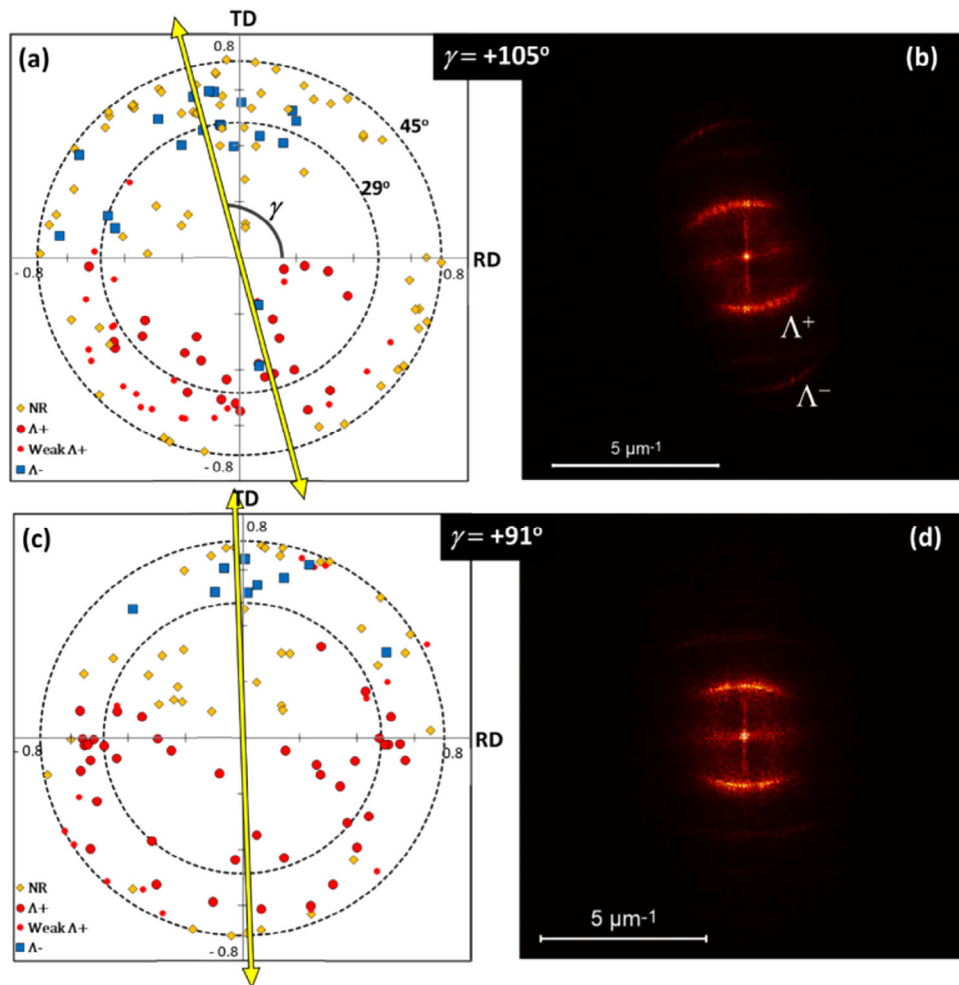 TD
(a)
0.8
γ = +105°
(b)
45°
29°
γ
- 0.8
0.8
RD
Λ⁺
Λ⁻
NR
Λ+
Weak Λ+
Λ-
- 0.8
5 µm⁻¹
TD
(c)
0.8
γ = +91°
(d)
- 0.8
0.8
RD
NR
Λ+
Weak Λ+
Λ-
- 0.8
5 µm⁻¹